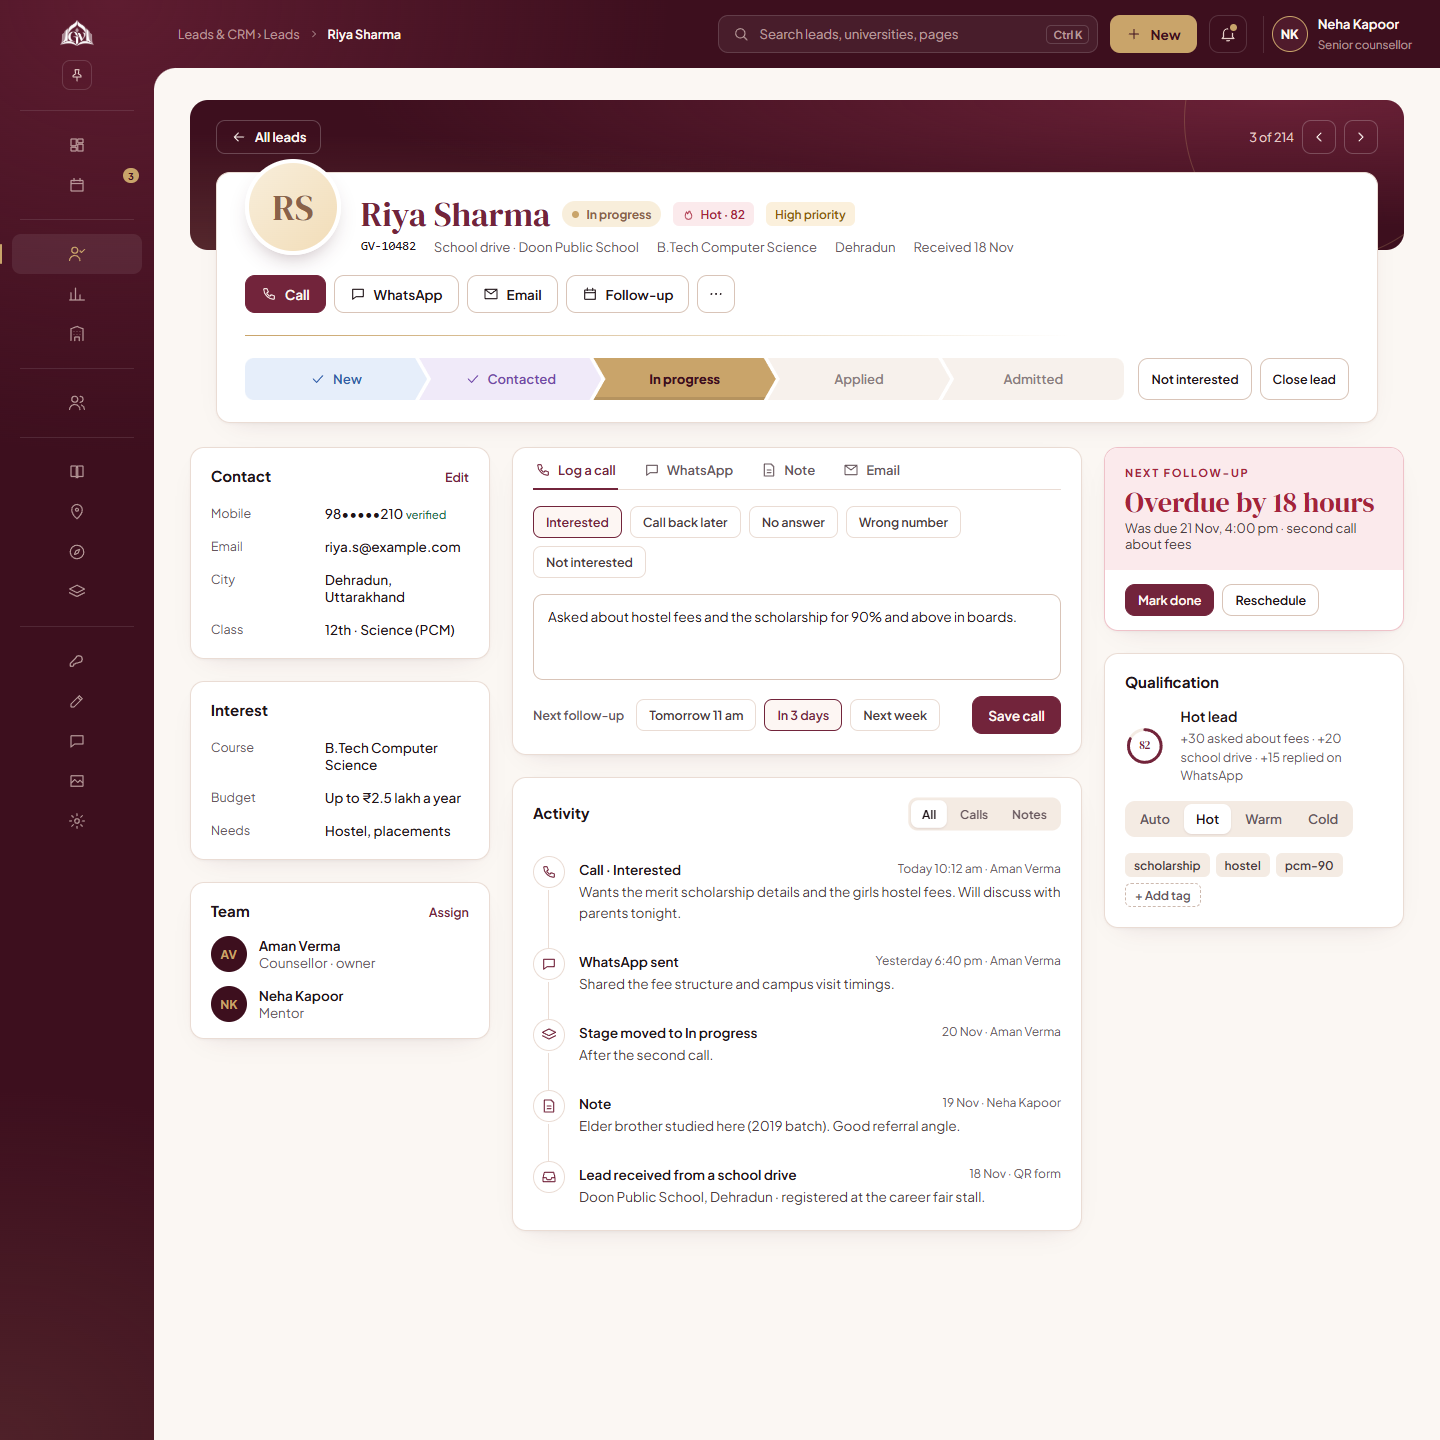 GV
Leads & CRM › Leads > Riya Sharma
Search leads, universities, pages
Ctrl K
+ New
NK
Neha Kapoor
Senior counsellor
3
← All leads
3 of 214
RS
Riya Sharma
In progress
Hot · 82
High priority
GV-10482
School drive · Doon Public School
B.Tech Computer Science
Dehradun
Received 18 Nov
Call
WhatsApp
Email
Follow-up
···
New
Contacted
In progress
Applied
Admitted
Not interested
Close lead
Contact
Edit
Mobile
98•••••210 verified
Email
riya.s@example.com
City
Dehradun,
Uttarakhand
Class
12th · Science (PCM)
Interest
Course
B.Tech Computer
Science
Budget
Up to ₹2.5 lakh a year
Needs
Hostel, placements
Team
Assign
AV
Aman Verma
Counsellor · owner
NK
Neha Kapoor
Mentor
Log a call
WhatsApp
Note
Email
Interested
Call back later
No answer
Wrong number
Not interested
Asked about hostel fees and the scholarship for 90% and above in boards.
Next follow-up
Tomorrow 11 am
In 3 days
Next week
Save call
Activity
All
Calls
Notes
Call · Interested
Today 10:12 am · Aman Verma
Wants the merit scholarship details and the girls hostel fees. Will discuss with
parents tonight.
WhatsApp sent
Yesterday 6:40 pm · Aman Verma
Shared the fee structure and campus visit timings.
Stage moved to In progress
20 Nov · Aman Verma
After the second call.
Note
19 Nov · Neha Kapoor
Elder brother studied here (2019 batch). Good referral angle.
Lead received from a school drive
18 Nov · QR form
Doon Public School, Dehradun · registered at the career fair stall.
NEXT FOLLOW-UP
Overdue by 18 hours
Was due 21 Nov, 4:00 pm · second call
about fees
Mark done
Reschedule
Qualification
82
Hot lead
+30 asked about fees · +20
school drive · +15 replied on
WhatsApp
Auto
Hot
Warm
Cold
scholarship
hostel
pcm-90
+ Add tag